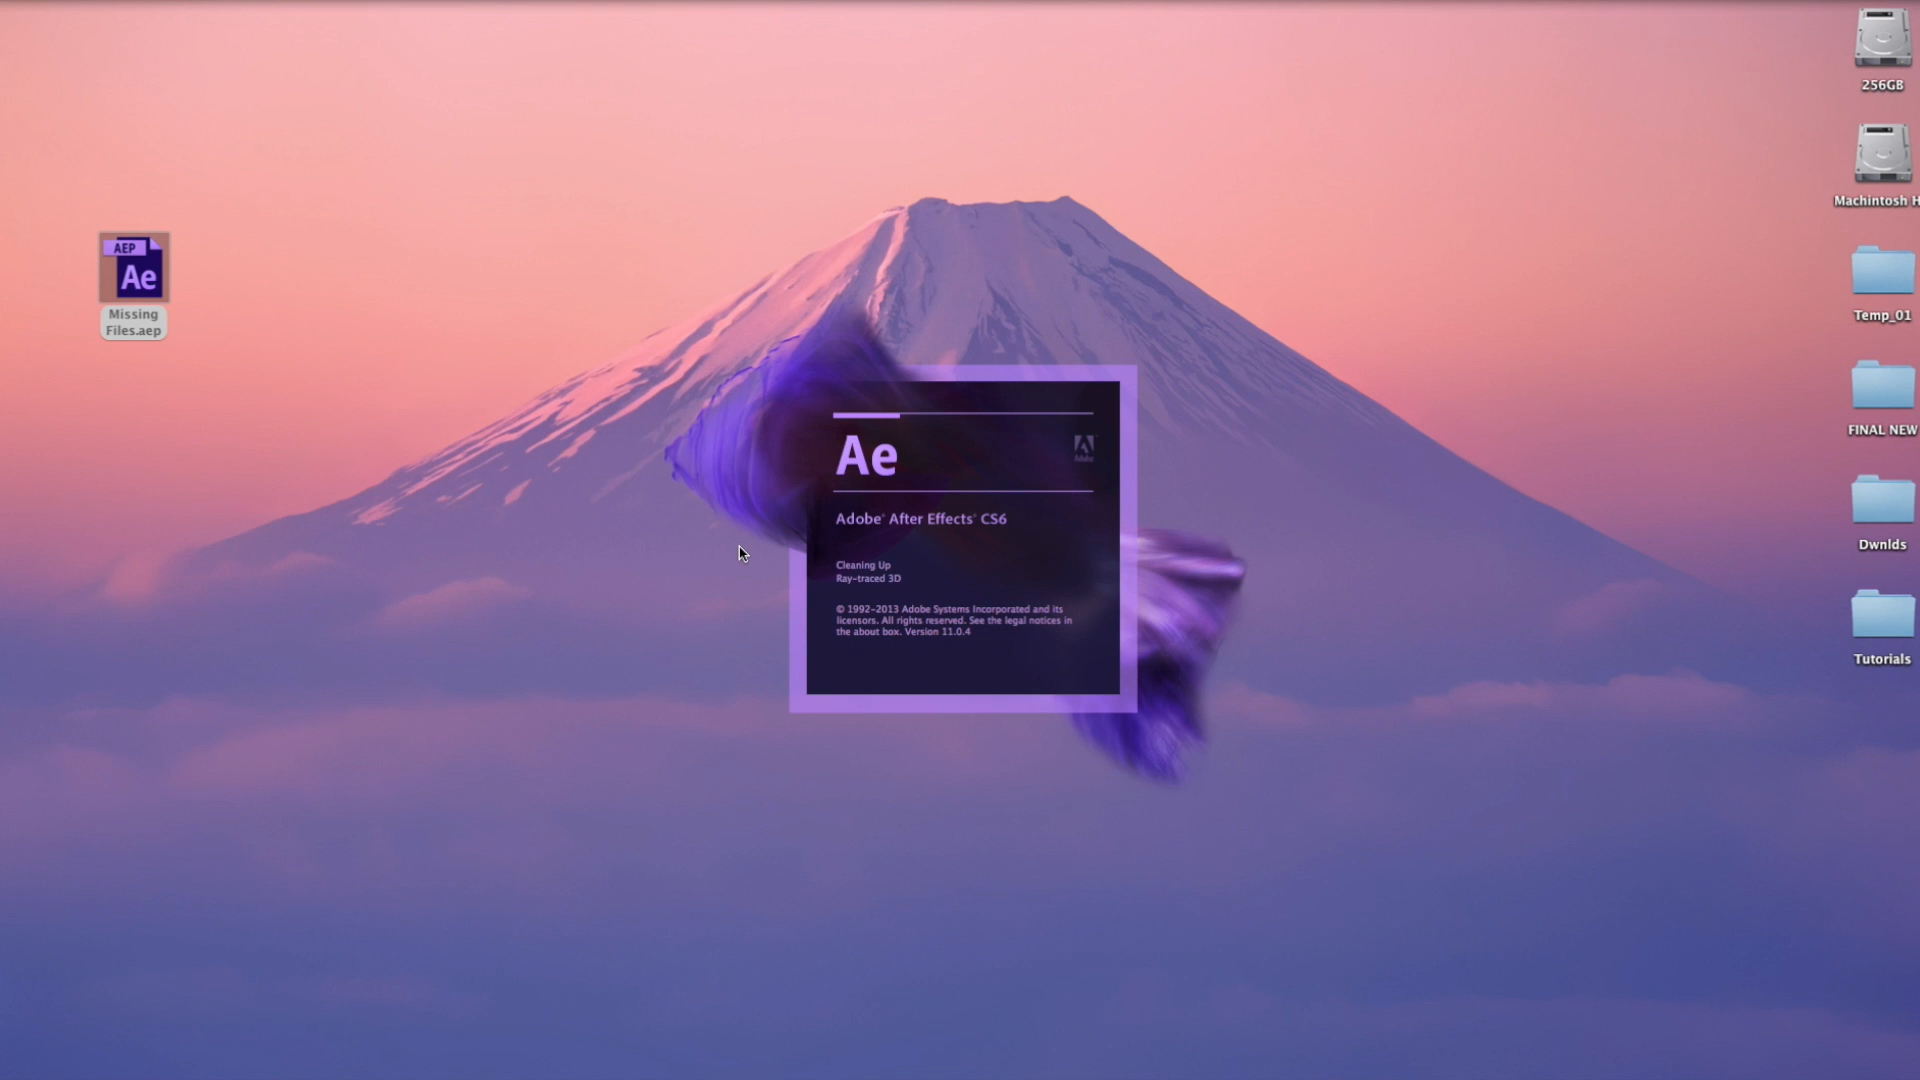 AEP
Ae
Missing
Files.aep
Ae
Adobe
Adobe® After Effects® CS6
Cleaning Up
Ray-traced 3D
© 1992-2013 Adobe Systems Incorporated and its
licensors. All rights reserved. See the legal notices in
the about box. Version 11.0.4
256GB
Machintosh H
Temp_01
FINAL NEW
Dwnlds
Tutorials